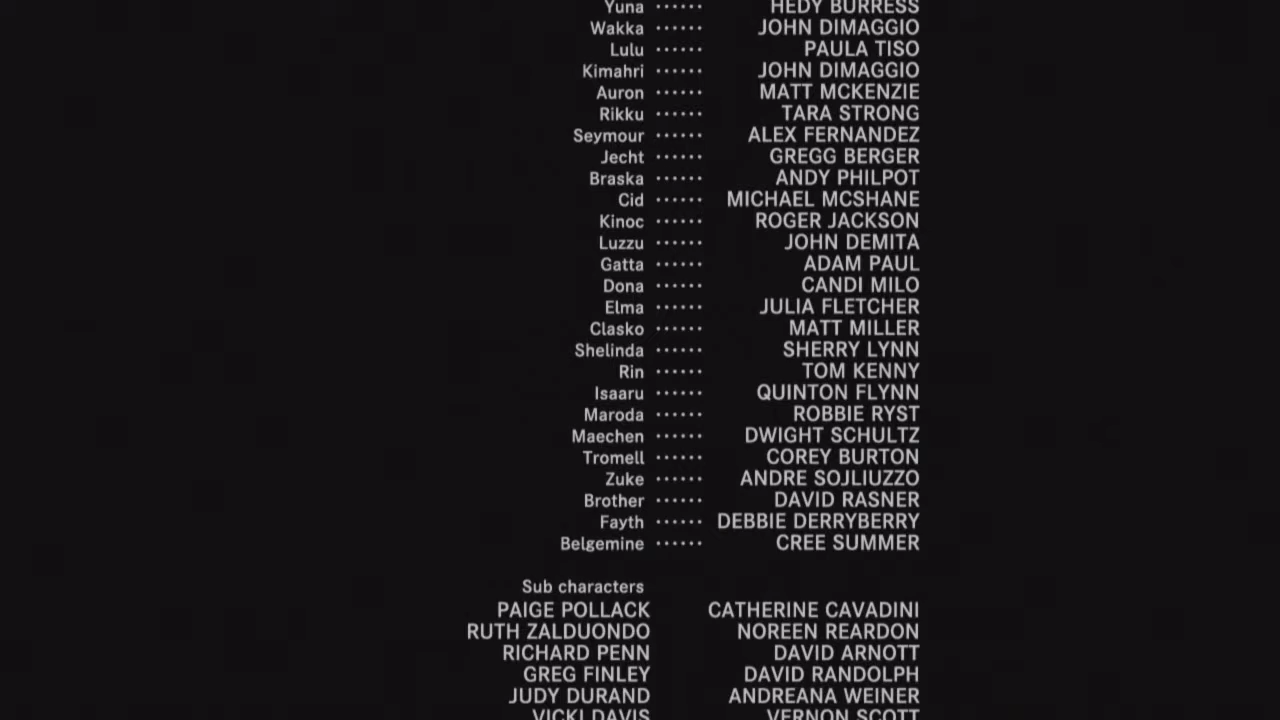 Yuna ······ HEDY BURRESS
Wakka ······ JOHN DIMAGGIO
Lulu ······ PAULA TISO
Kimahri ······ JOHN DIMAGGIO
Auron ······ MATT MCKENZIE
Rikku ······ TARA STRONG
Seymour ······ ALEX FERNANDEZ
Jecht ······ GREGG BERGER
Braska ······ ANDY PHILPOT
Cid ······ MICHAEL MCSHANE
Kinoc ······ ROGER JACKSON
Luzzu ······ JOHN DEMITA
Gatta ······ ADAM PAUL
Dona ······ CANDI MILO
Elma ······ JULIA FLETCHER
Clasko ······ MATT MILLER
Shelinda ······ SHERRY LYNN
Rin ······ TOM KENNY
Isaaru ······ QUINTON FLYNN
Maroda ······ ROBBIE RYST
Maechen ······ DWIGHT SCHULTZ
Tromell ······ COREY BURTON
Zuke ······ ANDRE SOJLIUZZO
Brother ······ DAVID RASNER
Fayth ······ DEBBIE DERRYBERRY
Belgemine ······ CREE SUMMER
Sub characters
PAIGE POLLACK CATHERINE CAVADINI
RUTH ZALDUONDO NOREEN REARDON
RICHARD PENN DAVID ARNOTT
GREG FINLEY DAVID RANDOLPH
JUDY DURAND ANDREANA WEINER
VICKI DAVIS VERNON SCOTT